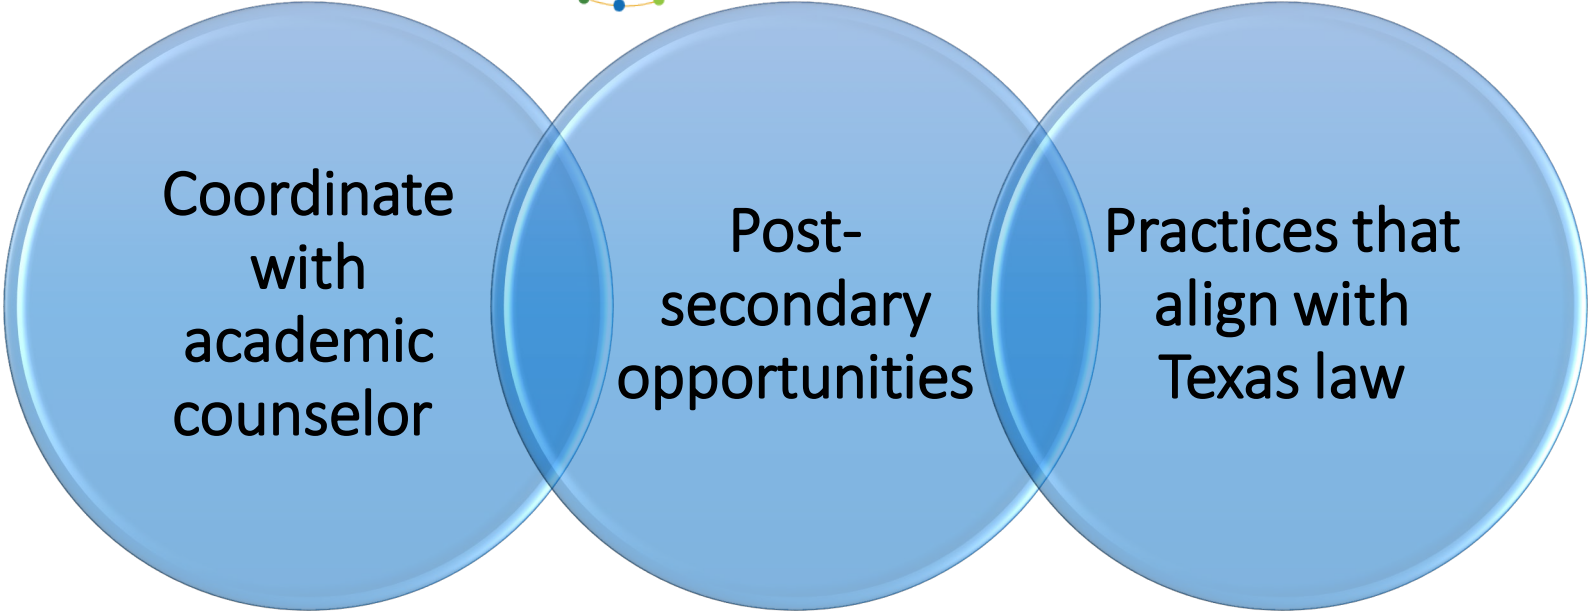 Coordinate
with
academic
counselor
Post-
secondary
opportunities
Practices that
align with
Texas law